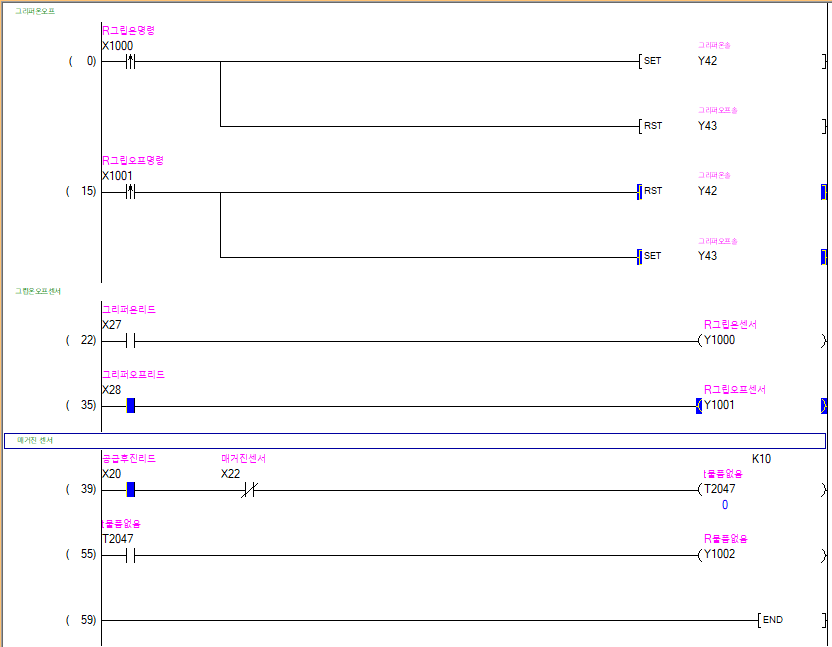 그리퍼온오프
R그립온명령
X1000
( 0)
SET
그리퍼온솔
Y42
RST
그리퍼오프솔
Y43
R그립오프명령
X1001
( 15)
RST
그리퍼온솔
Y42
SET
그리퍼오프솔
Y43
그립온오프센서
그리퍼온리드
X27
( 22)
R그립온센서
Y1000
그리퍼오프리드
X28
( 35)
R그립오프센서
Y1001
매거진 센서
공급후진리드
X20
매거진센서
X22
K10
( 39)
t물품없음
T2047
0
t물품없음
T2047
( 55)
R물품없음
Y1002
( 59)
END